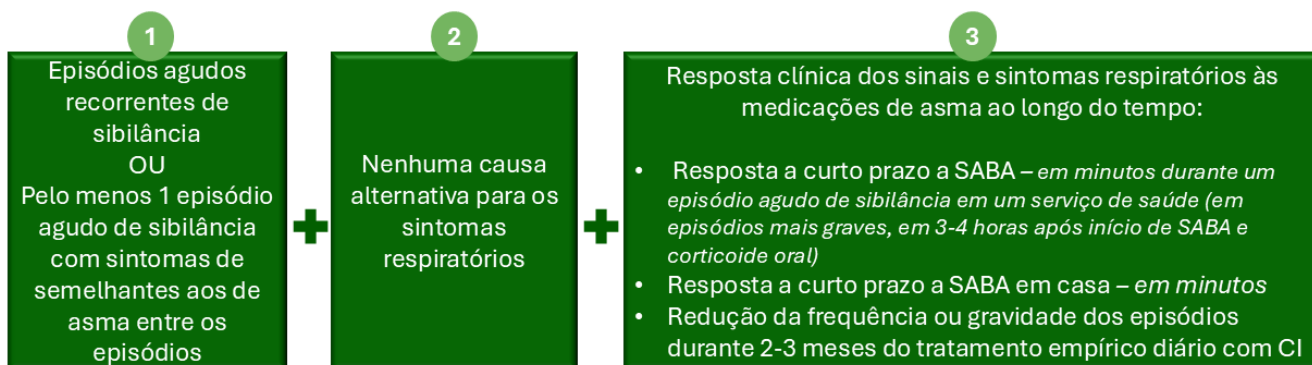 1
Episódios agudos
recorrentes de
sibilância
OU
Pelo menos 1 episódio
agudo de sibilância
com sintomas de
semelhantes aos de
asma entre os
episódios
+
2
Nenhuma causa
alternativa para os
sintomas
respiratórios
+
3
Resposta clínica dos sinais e sintomas respiratórios às
medicações de asma ao longo do tempo:
• Resposta a curto prazo a SABA – em minutos durante um
episódio agudo de sibilância em um serviço de saúde (em
episódios mais graves, em 3-4 horas após início de SABA e
corticoide oral)
• Resposta a curto prazo a SABA em casa – em minutos
• Redução da frequência ou gravidade dos episódios
durante 2-3 meses do tratamento empírico diário com CI